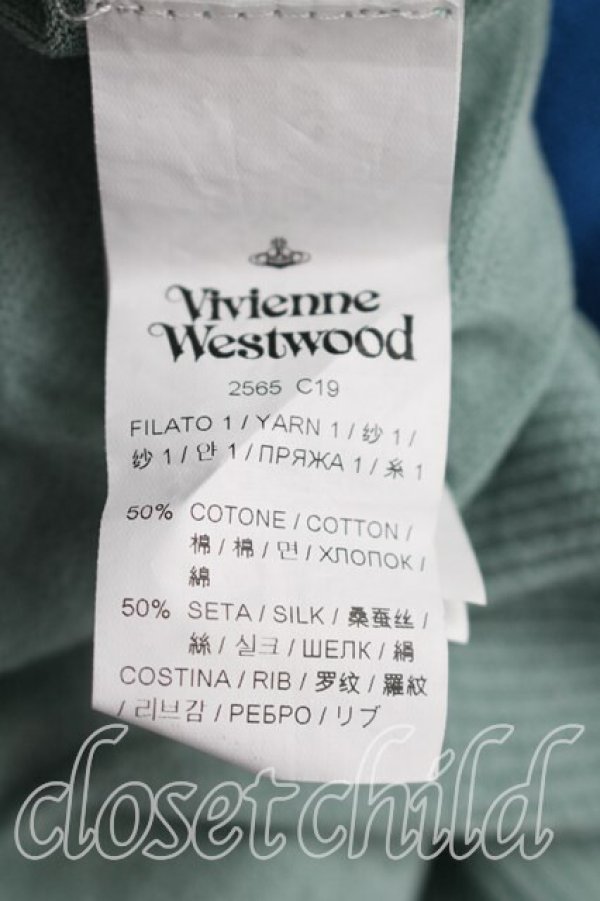 Vivienne
Westwood
2565 C19
FILATO 1 / YARN 1 / 纱 1 /
紗 1 / 얀 1 / ПРЯЖА 1 / 糸 1
50% COTONE / COTTON /
棉 / 棉 / 면 / ХЛОПОК /
綿
50% SETA / SILK / 桑蚕丝 /
絲 / 실크 / ШЕЛК / 絹
COSTINA / RIB / 罗纹 / 羅紋
/ 리브감 / РЕБРО / リブ
closet child